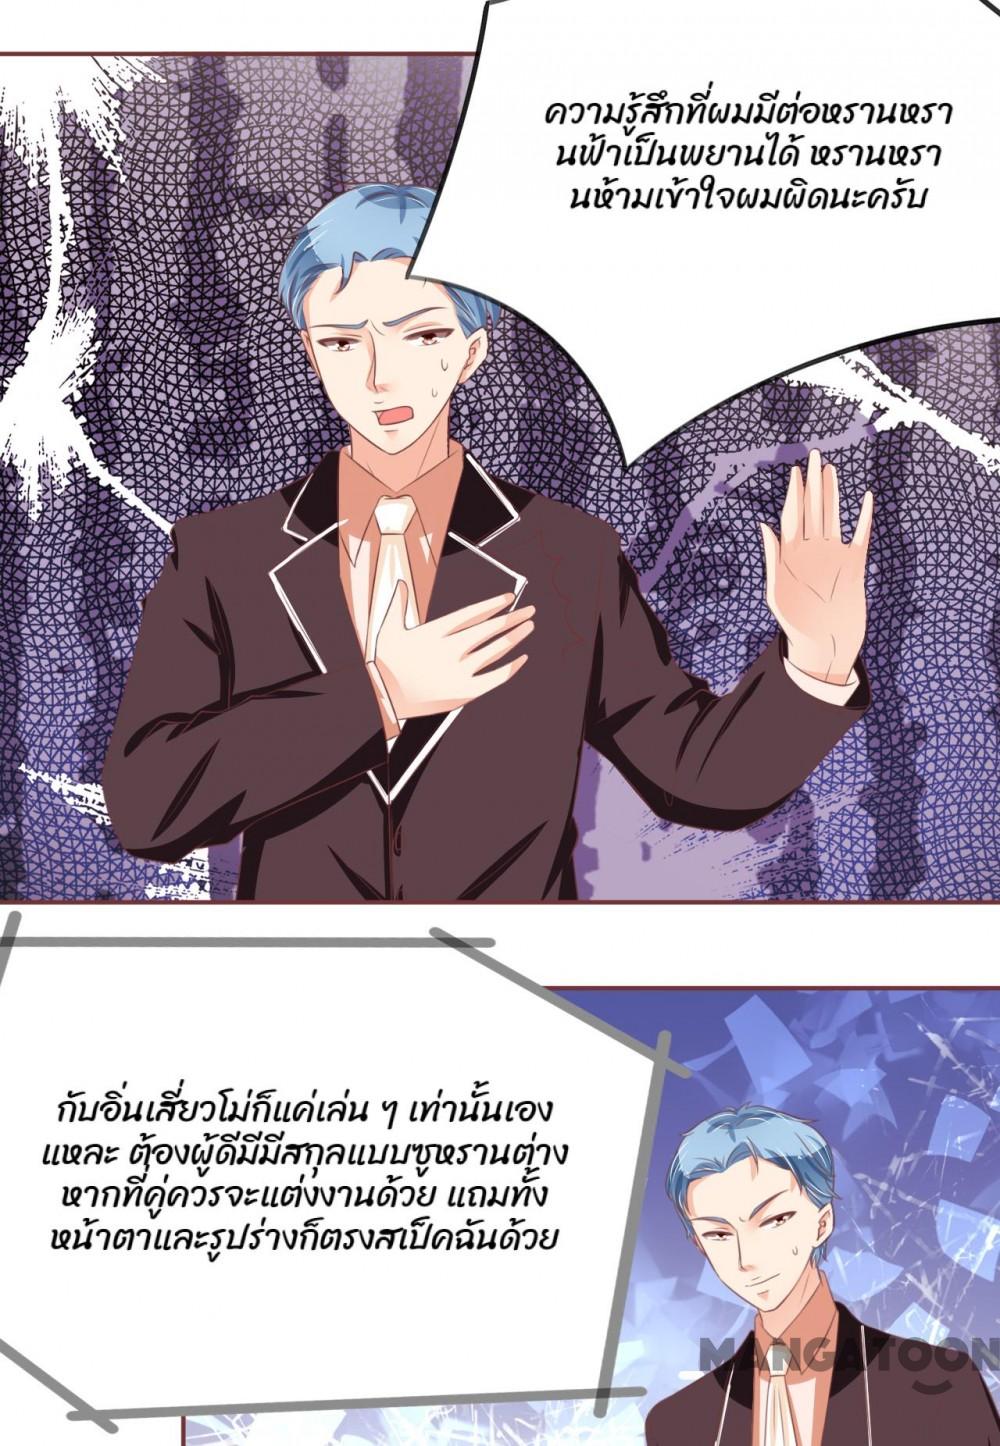 ความรู้สึกที่ผมมีต่อหรานหรา
นฟ้าเป็นพยานได้ หรานหรา
นห้ามเข้าใจผมผิดนะครับ
กับอิ่นเสี่ยวโม่ก็แค่เล่น ๆ เท่านั้นเอง
แหละ ต้องผู้ดีมีมีสกุลแบบซูหรานต่าง
หากที่คู่ควรจะแต่งงานด้วย แถมทั้ง
หน้าตาและรูปร่างก็ตรงสเป็คฉันด้วย
MANGATOON